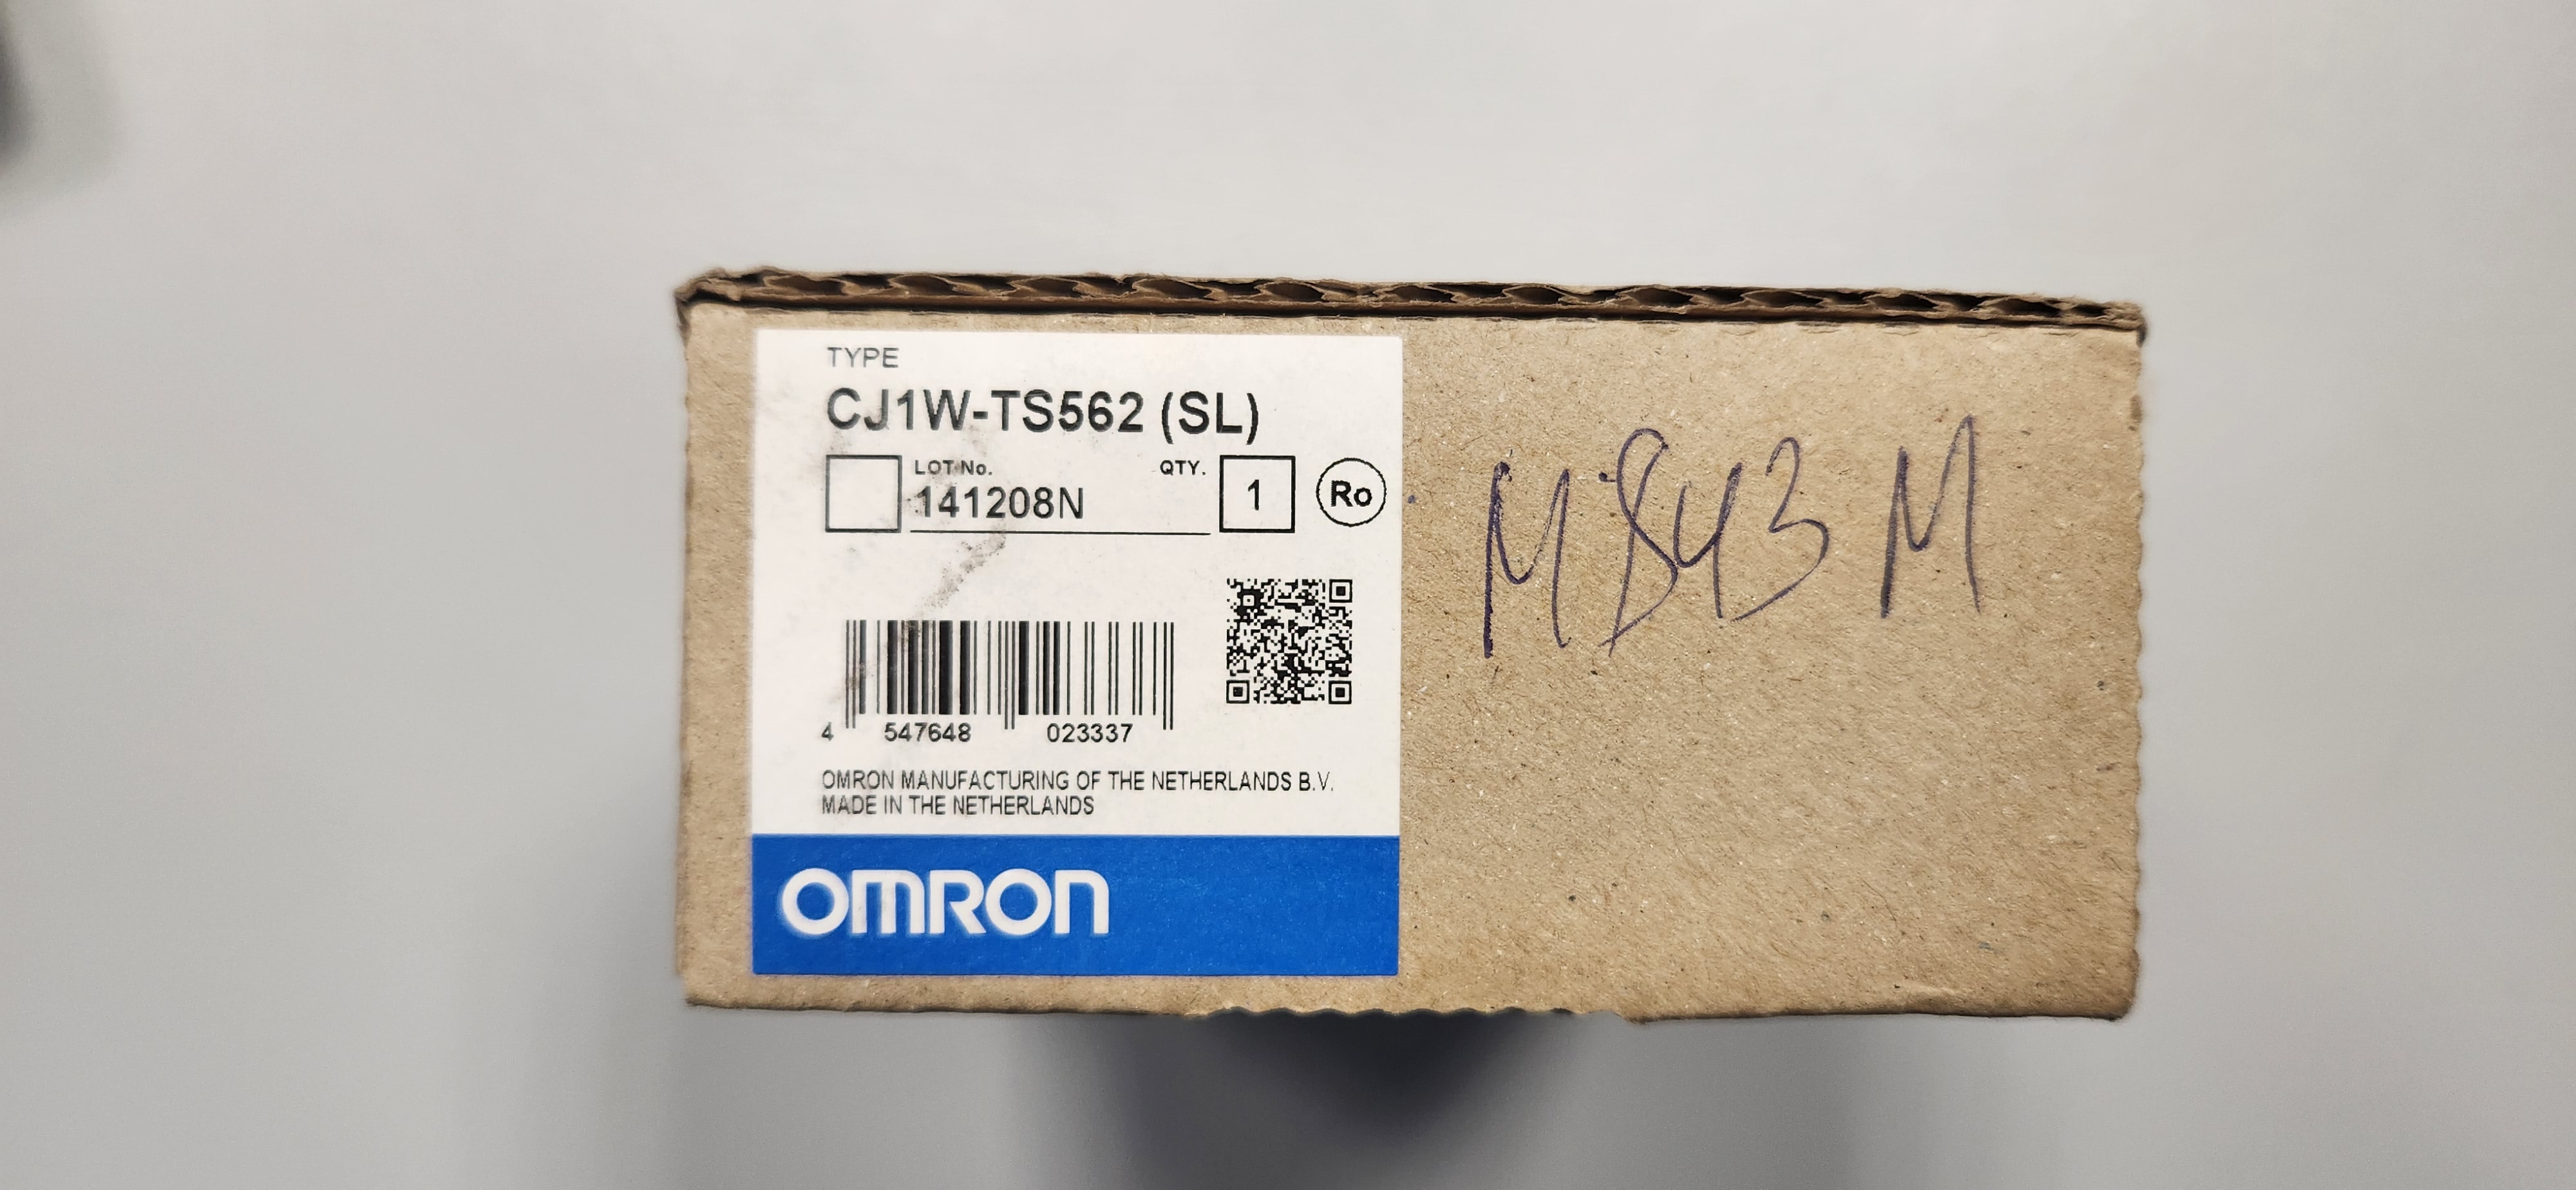 TYPE
CJ1W-TS562 (SL)
LOT No. QTY.
141208N 1 Ro
4 547648 023337
OMRON MANUFACTURING OF THE NETHERLANDS B.V.
MADE IN THE NETHERLANDS
OMRON
M843 M